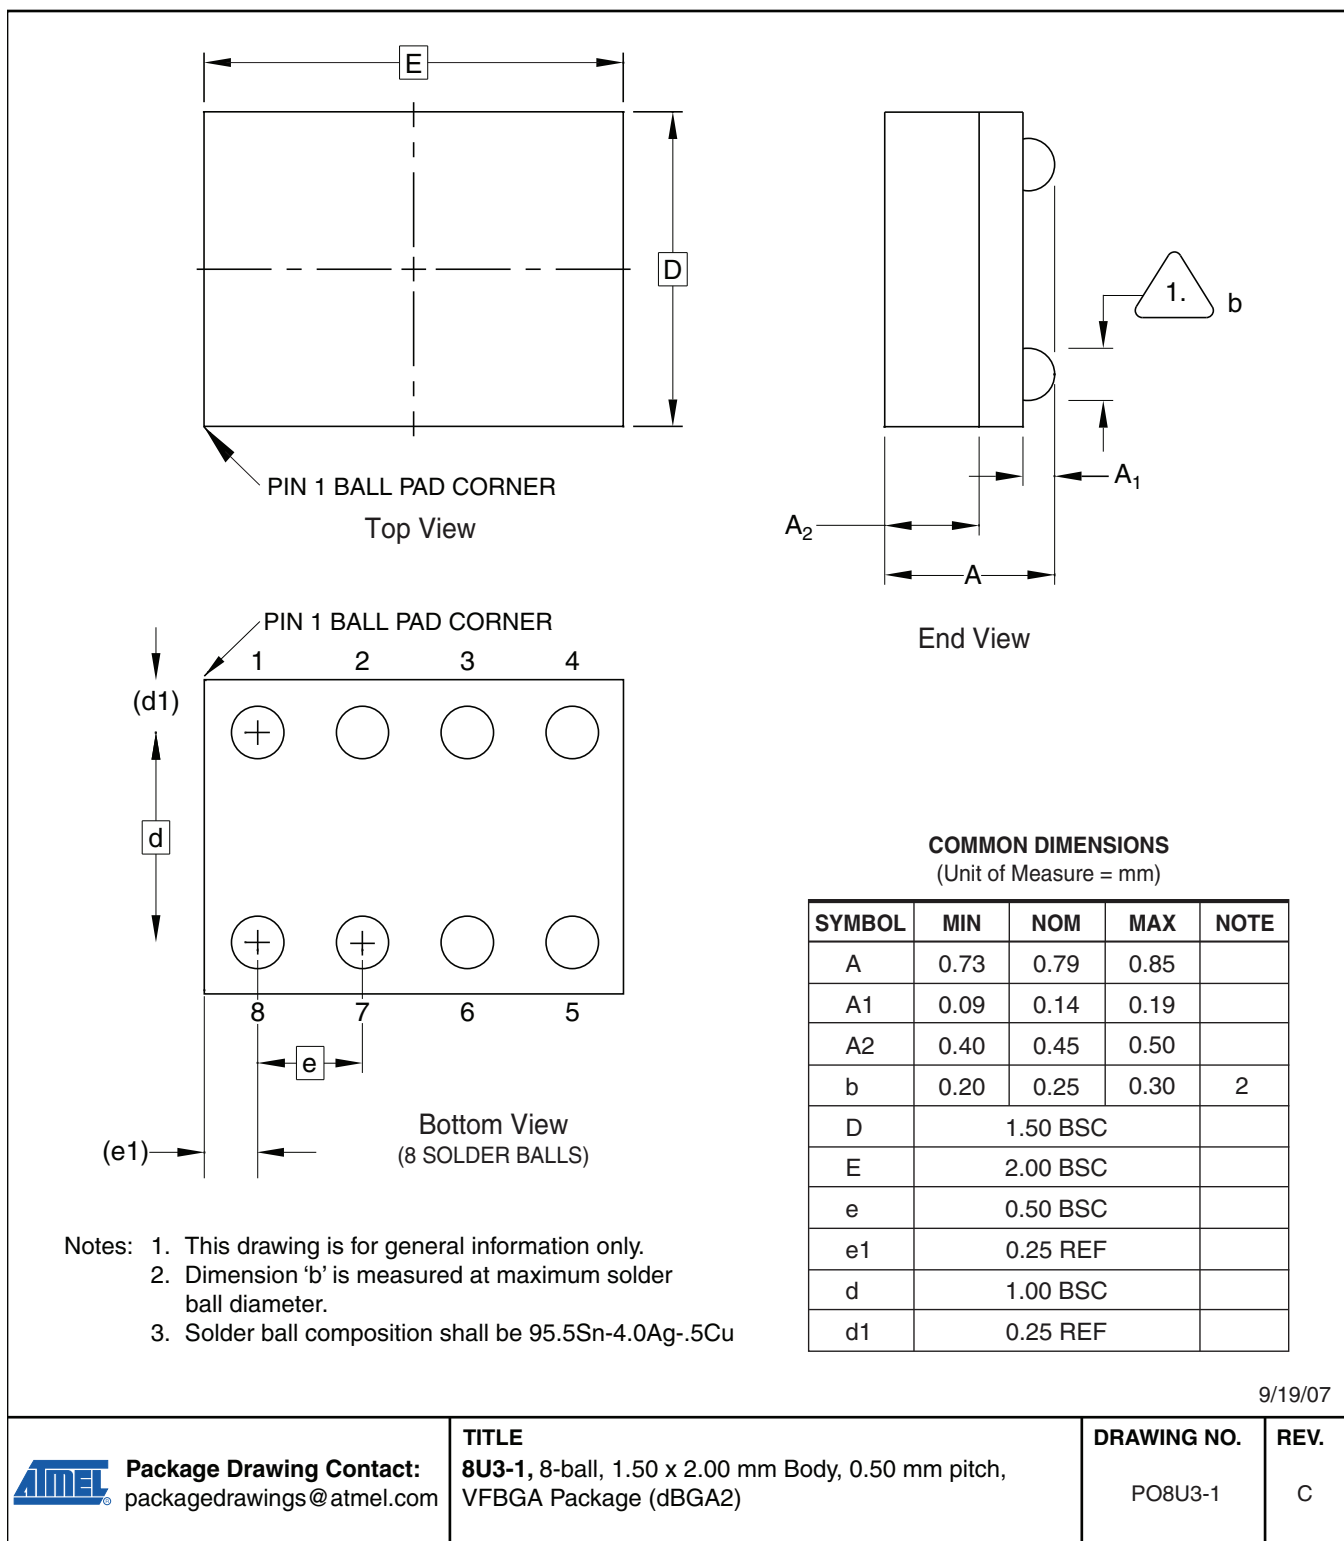 E
D
PIN 1 BALL PAD CORNER
Top View
1.
b
A1
A2
A
End View
PIN 1 BALL PAD CORNER
1 2 3 4
(d1)
d
8 7 6 5
e
(e1)
Bottom View
(8 SOLDER BALLS)
COMMON DIMENSIONS
(Unit of Measure = mm)
SYMBOL MIN NOM MAX NOTE
A 0.73 0.79 0.85
A1 0.09 0.14 0.19
A2 0.40 0.45 0.50
b 0.20 0.25 0.30 2
D 1.50 BSC
E 2.00 BSC
e 0.50 BSC
e1 0.25 REF
d 1.00 BSC
d1 0.25 REF
Notes: 1. This drawing is for general information only.
2. Dimension ‘b’ is measured at maximum solder
ball diameter.
3. Solder ball composition shall be 95.5Sn-4.0Ag-.5Cu
9/19/07
ATMEL ®
Package Drawing Contact:
packagedrawings@atmel.com
TITLE
8U3-1, 8-ball, 1.50 x 2.00 mm Body, 0.50 mm pitch,
VFBGA Package (dBGA2)
DRAWING NO.
PO8U3-1
REV.
C